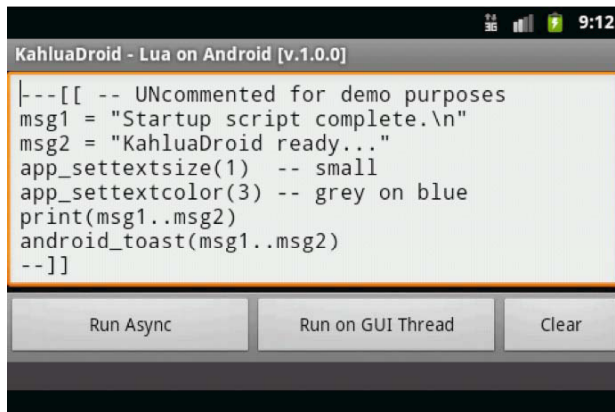 3G 9:12
KahluaDroid - Lua on Android [v.1.0.0]
---[[ -- UNcommented for demo purposes
msg1 = "Startup script complete.\n"
msg2 = "KahluaDroid ready..."
app_settextsize(1)  -- small
app_settextcolor(3) -- grey on blue
print(msg1..msg2)
android_toast(msg1..msg2)
--]]
Run Async Run on GUI Thread Clear